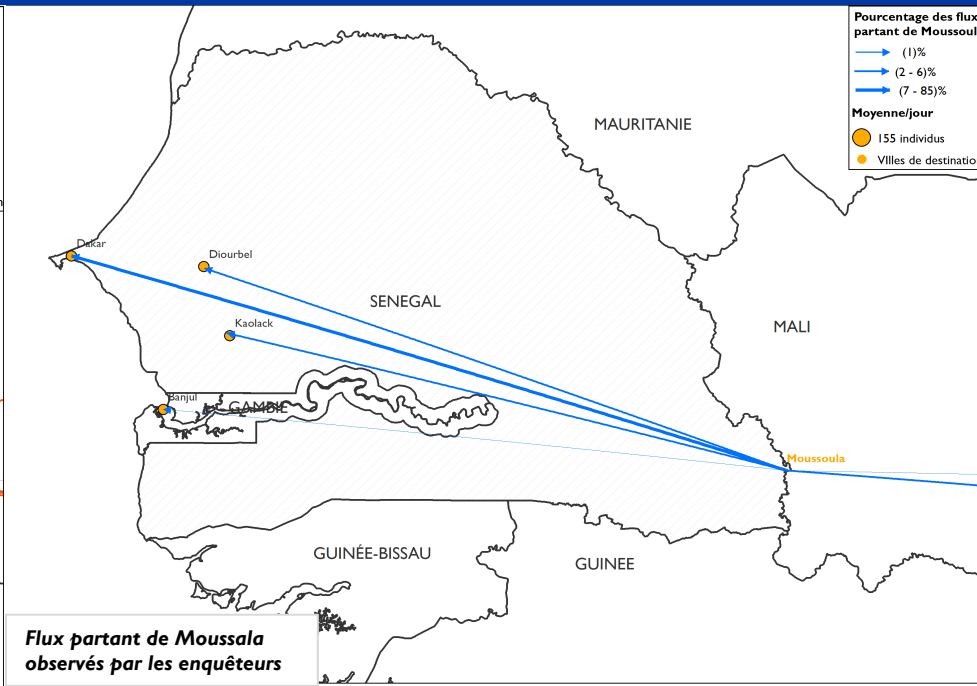 Pourcentage des flux
partant de Moussoul
(1)%
(2 - 6)%
(7 - 85)%
Moyenne/jour
155 individus
VIlles de destinatio
MAURITANIE
Dakar
Diourbel
SENEGAL
Kaolack
MALI
Banjul
GAMBIE
Moussoula
GUINÉE-BISSAU
GUINEE
Flux partant de Moussala
observés par les enquêteurs